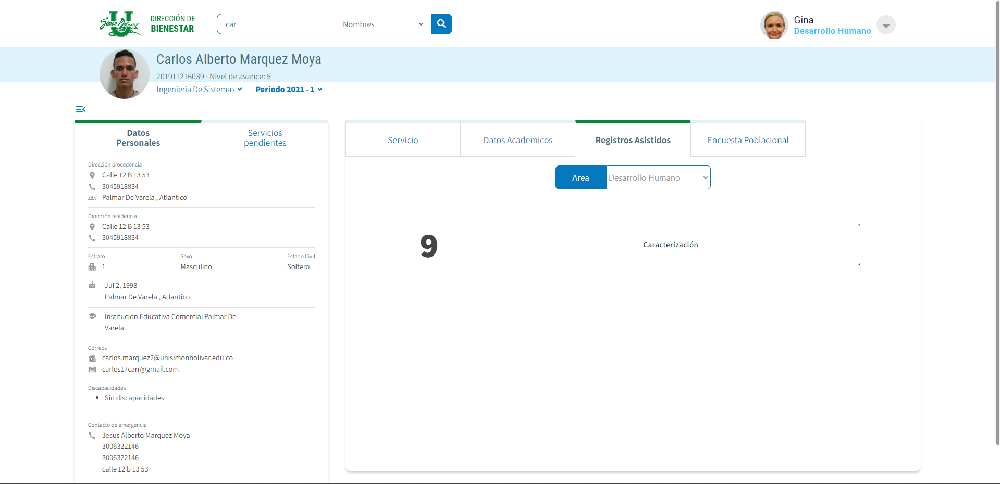 Simón Bolívar
U
DIRECCIÓN DE
BIENESTAR
car
Nombres
Gina
Desarrollo Humano
Carlos Alberto Marquez Moya
201911216039 · Nivel de avance: 5
Ingenieria De Sistemas
Periodo 2021 - 1
Datos
Personales
Servicios
pendientes
Dirección procedencia
Calle 12 B 13 53
3045918834
Palmar De Varela , Atlantico
Dirección residencia
Calle 12 B 13 53
3045918834
Estrato
Sexo
Estado Civil
1
Masculino
Soltero
Jul 2, 1998
Palmar De Varela , Atlantico
Institucion Educativa Comercial Palmar De
Varela
Correos
carlos.marquez2@unisimonbolivar.edu.co
carlos17carr@gmail.com
Discapacidades
Sin discapacidades
Contacto de emergencia
Jesus Alberto Marquez Moya
3006322146
3006322146
calle 12 b 13 53
Servicio
Datos Academicos
Registros Asistidos
Encuesta Poblacional
Area
Desarrollo Humano
9
Caracterización